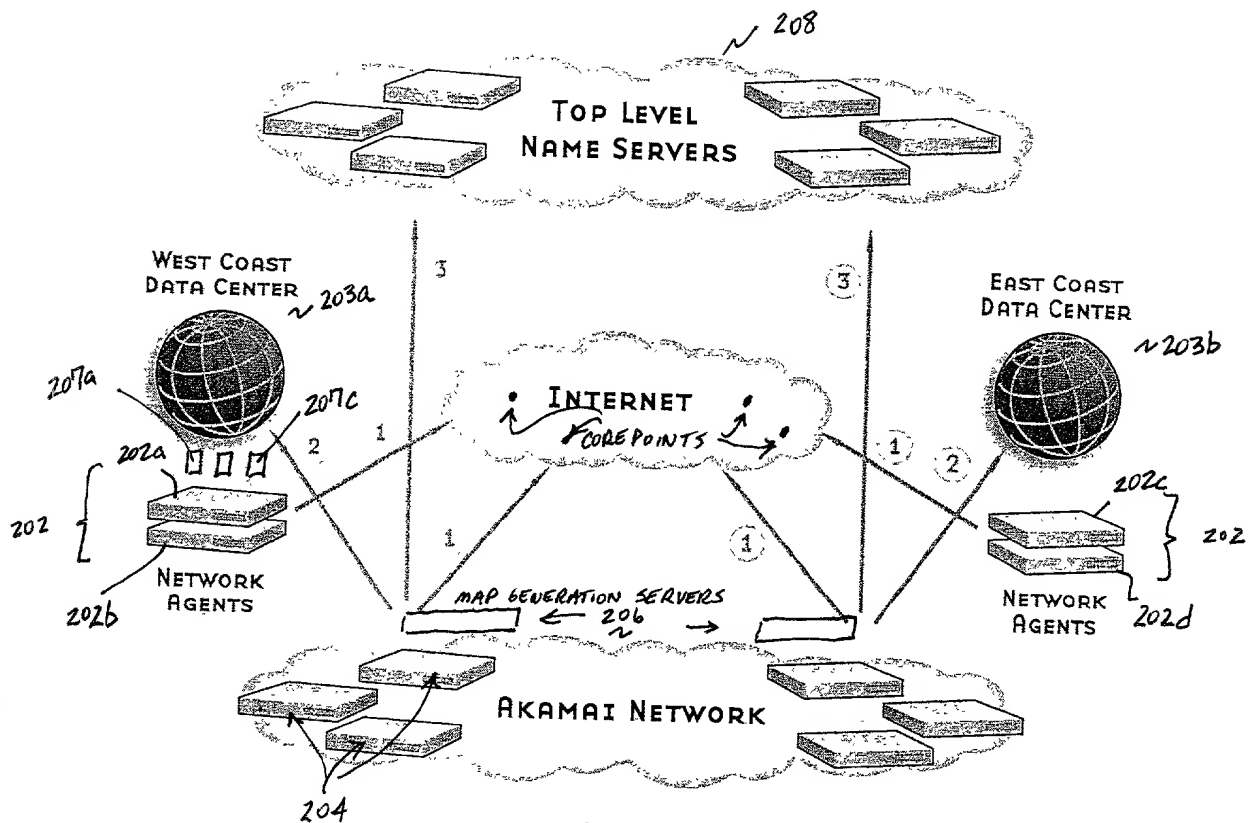 208
TOP LEVEL
NAME SERVERS
WEST COAST
DATA CENTER
203a
3
3
EAST COAST
DATA CENTER
203b
207a
207c
INTERNET
COREPOINTS
202a
2
1
1
2
202c
202
202
1
1
202b
NETWORK
AGENTS
MAP GENERATION SERVERS
206
NETWORK
AGENTS
202d
AKAMAI NETWORK
204